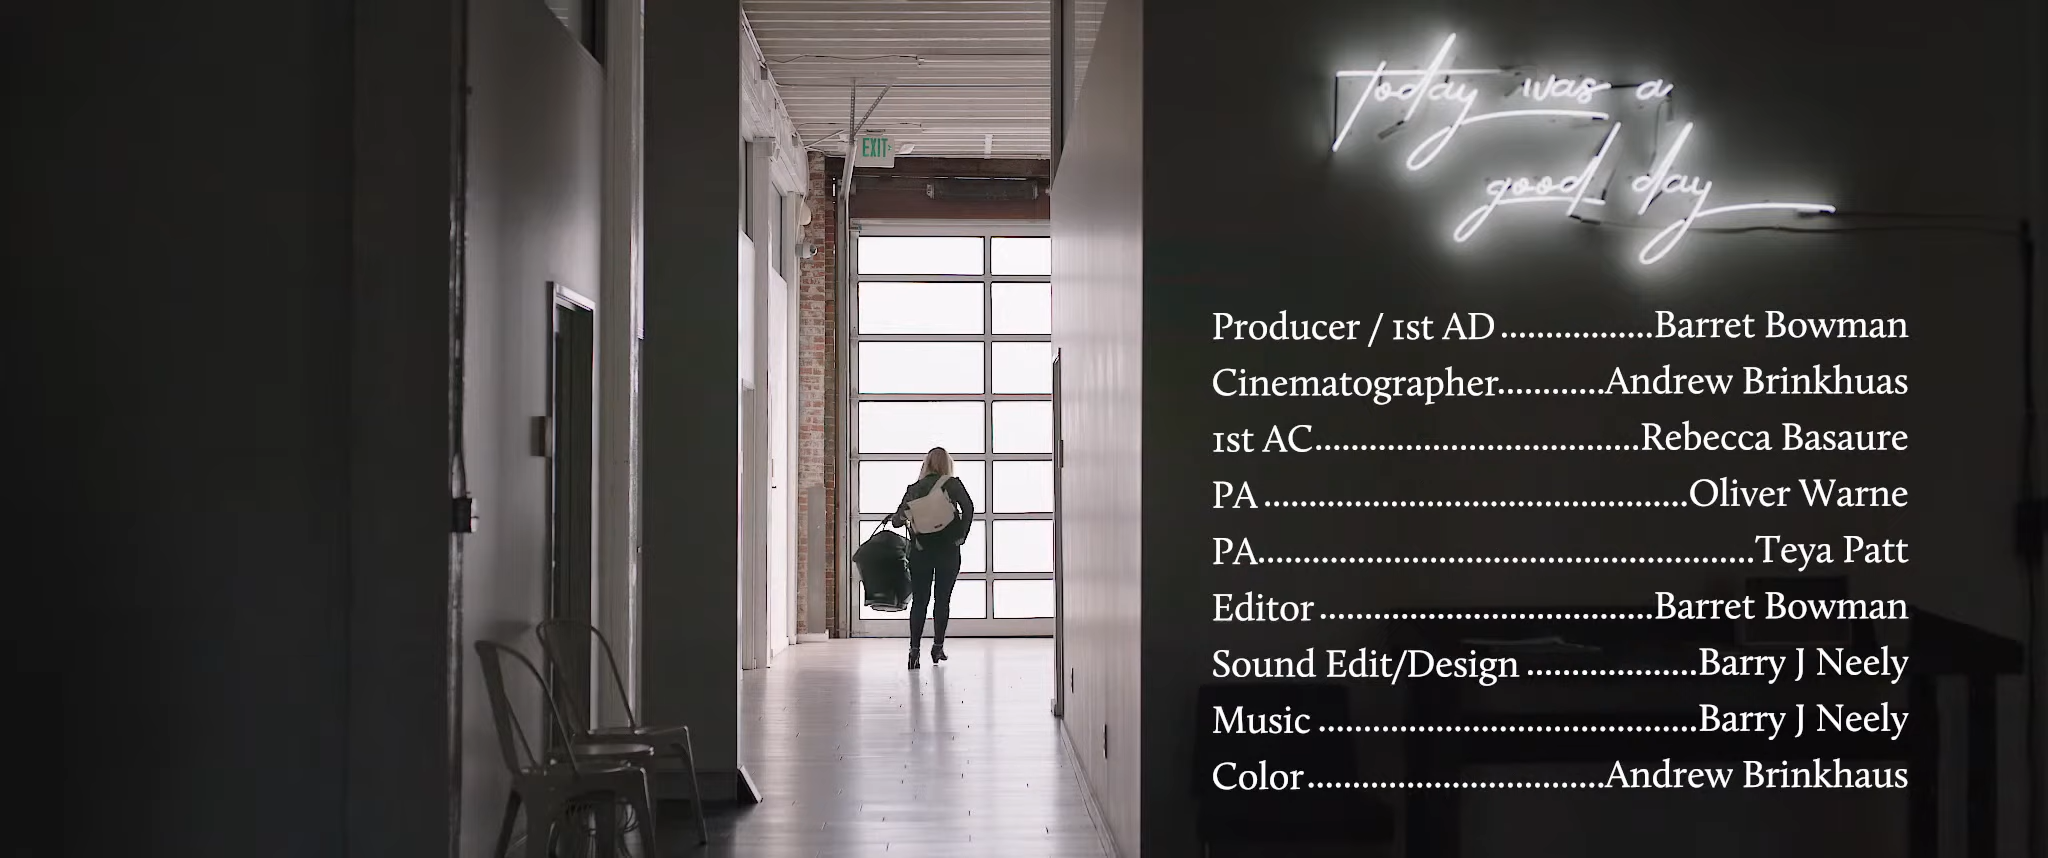 EXIT
today was a
good day
Producer / 1st AD.................Barret Bowman
Cinematographer............Andrew Brinkhuas
1st AC....................................Rebecca Basaure
PA...............................................Oliver Warne
PA.......................................................Teya Patt
Editor.....................................Barret Bowman
Sound Edit/Design...................Barry J Neely
Music..........................................Barry J Neely
Color.................................Andrew Brinkhaus